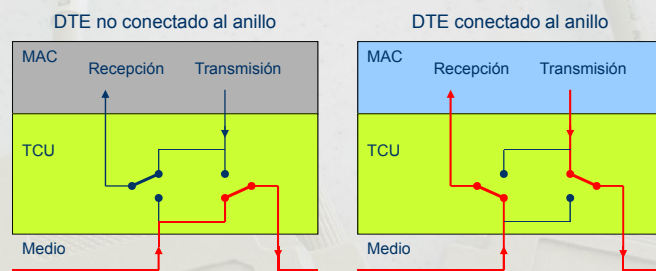 DTE no conectado al anillo
MAC
Recepción Transmisión
TCU
Medio
DTE conectado al anillo
MAC
Recepción Transmisión
TCU
Medio